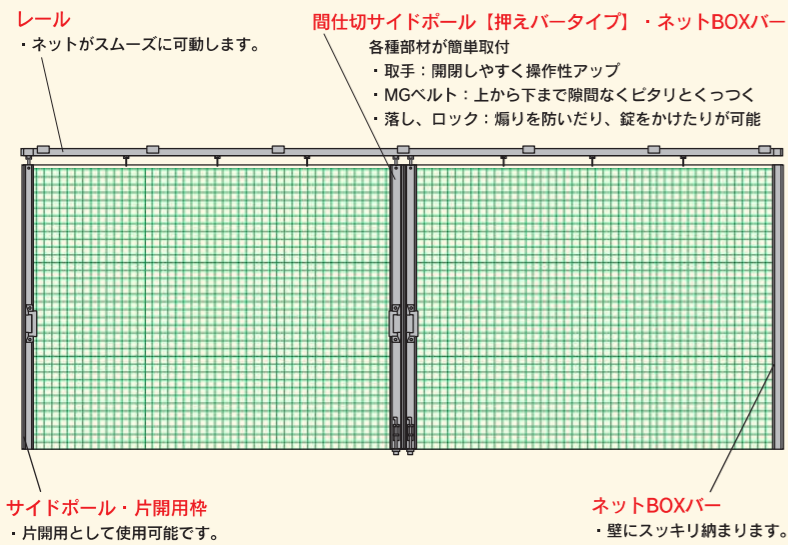 レール
・ネットがスムーズに可動します。
間仕切サイドポール【押えバータイプ】・ネットBOXバー
各種部材が簡単取付
・取手：開閉しやすく操作性アップ
・MGベルト：上から下まで隙間なくピタリとくっつく
・落し、ロック：煽りを防いだり、錠をかけたりが可能
サイドポール・片開用枠
・片開用として使用可能です。
ネットBOXバー
・壁にスッキリ納まります。